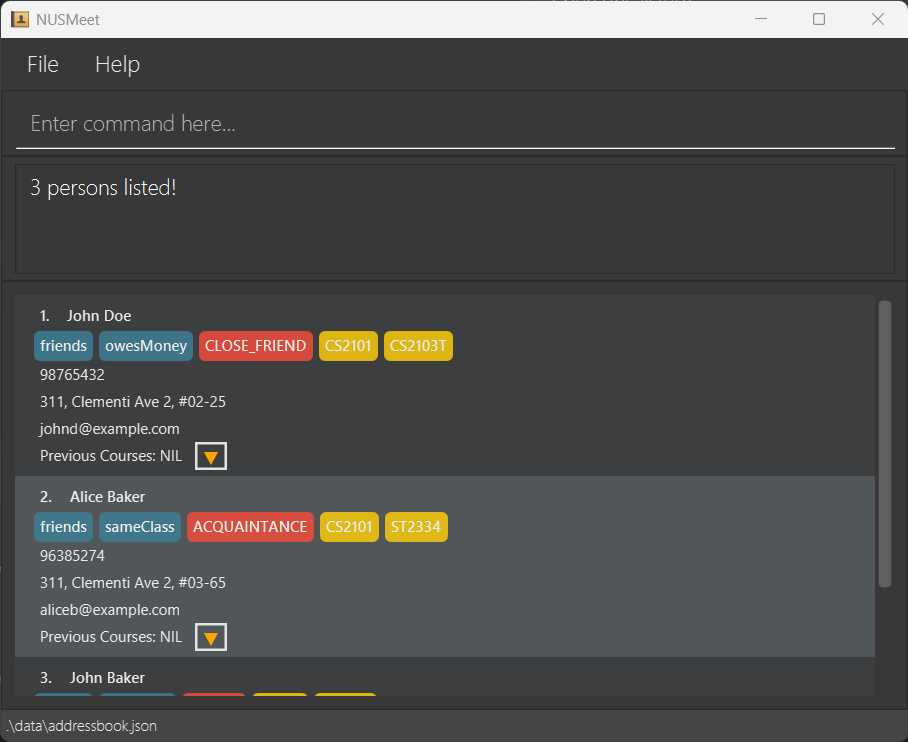 NUSMeet
File Help
Enter command here...
3 persons listed!
1. John Doe
friends owesMoney CLOSE_FRIEND CS2101 CS2103T
98765432
311, Clementi Ave 2, #02-25
johnd@example.com
Previous Courses: NIL
2. Alice Baker
friends sameClass ACQUAINTANCE CS2101 ST2334
96385274
311, Clementi Ave 2, #03-65
aliceb@example.com
Previous Courses: NIL
3. John Baker
.\data\addressbook.json